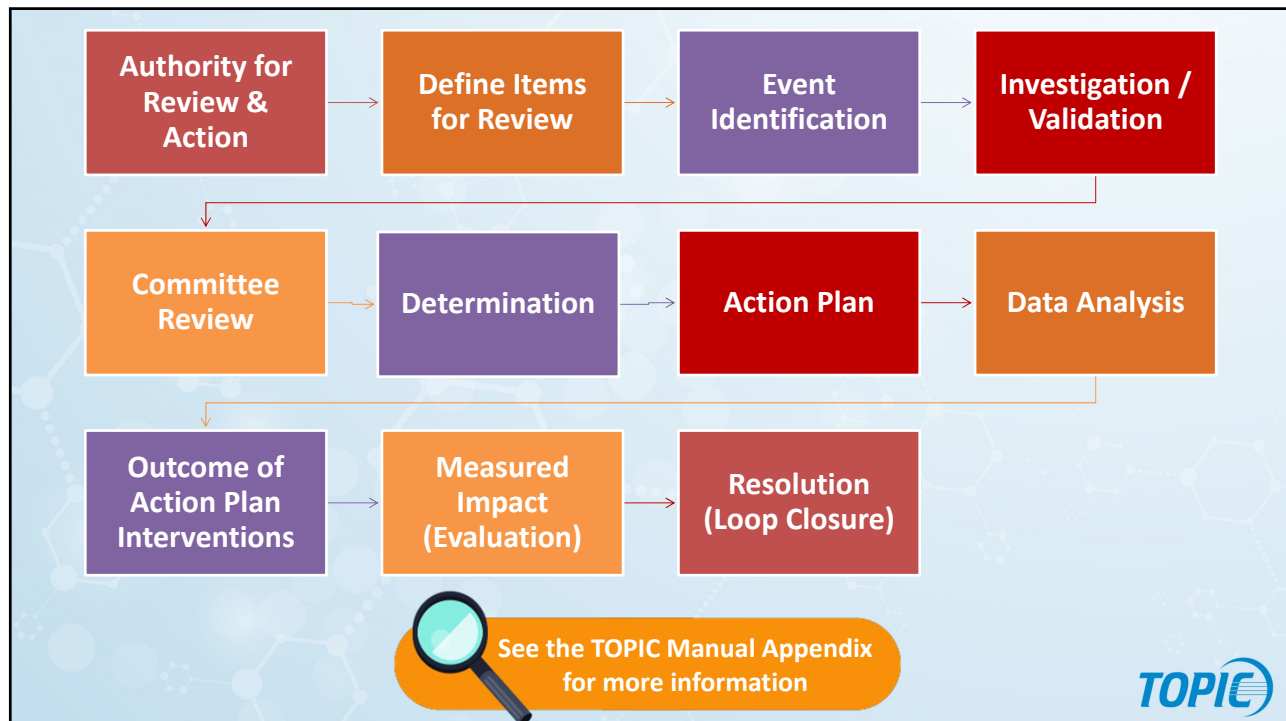 Authority for
Review &
Action
Define Items
for Review
Event
Identification
Investigation /
Validation
Committee
Review
Determination
Action Plan
Data Analysis
Outcome of
Action Plan
Interventions
Measured
Impact
(Evaluation)
Resolution
(Loop Closure)
See the TOPIC Manual Appendix
for more information
TOPIC